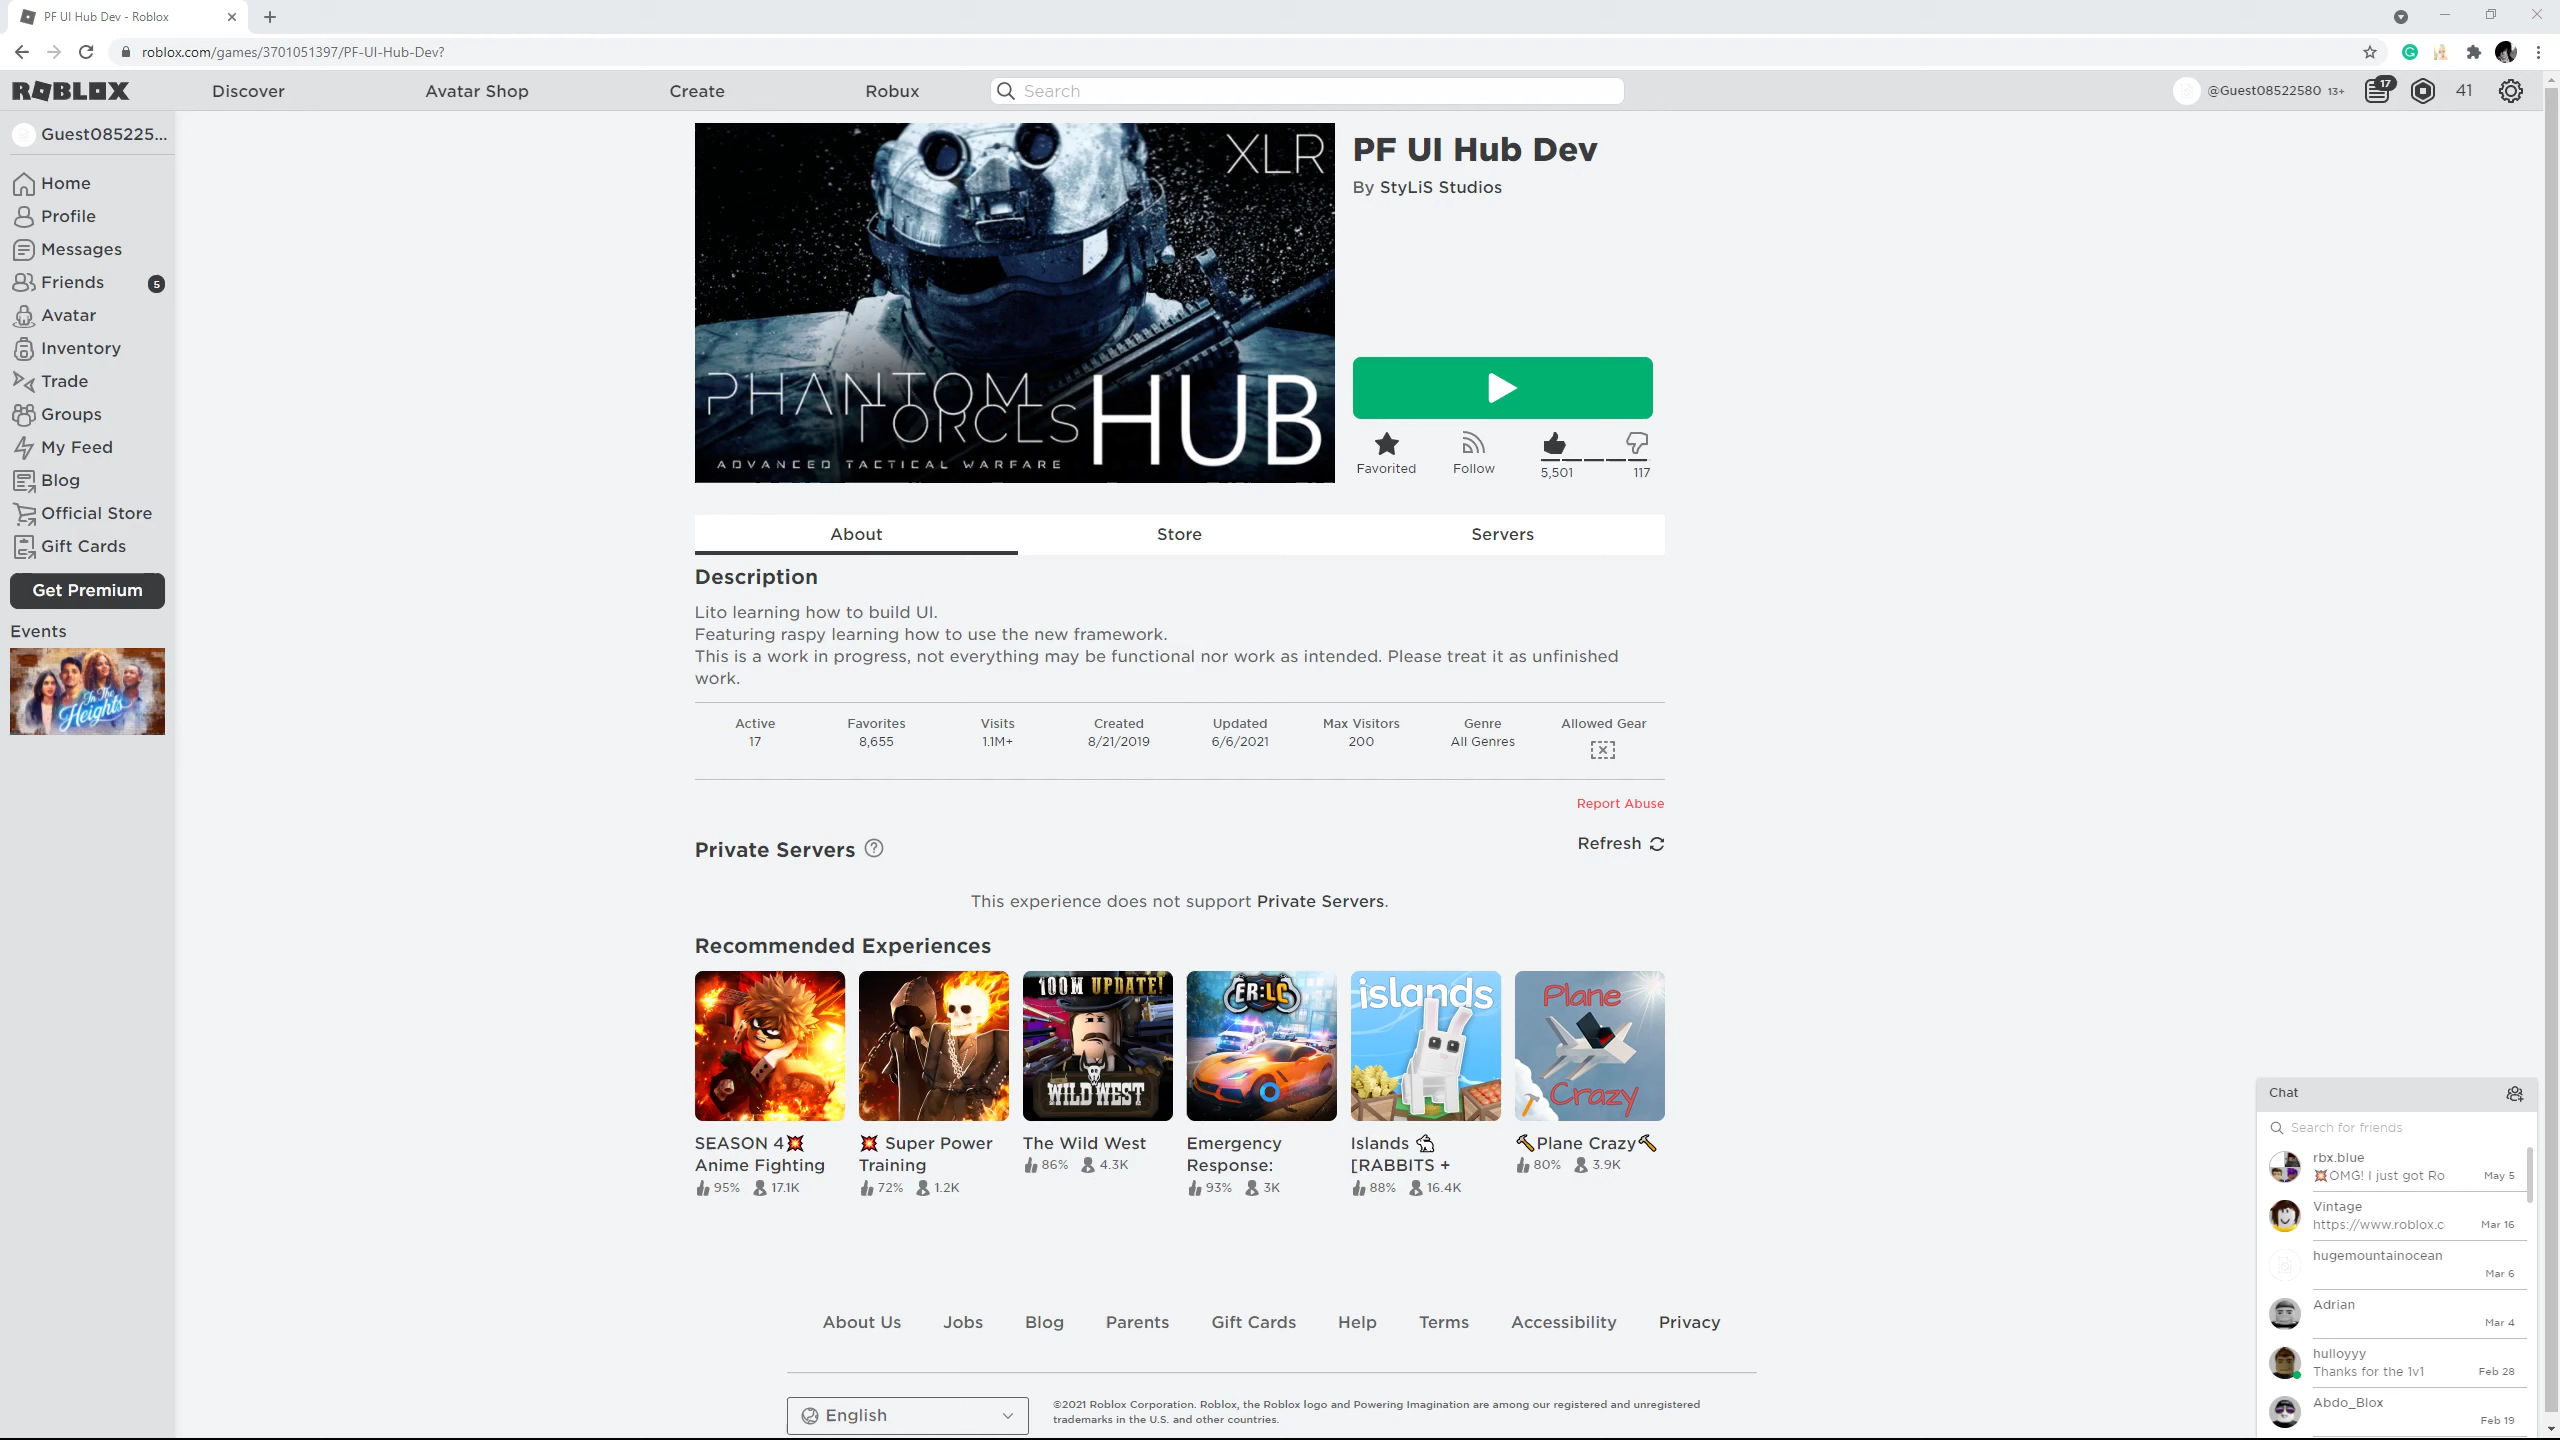 PF UI Hub Dev - Roblox
roblox.com/games/3701051397/PF-UI-Hub-Dev?
ROBLOX
Discover
Avatar Shop
Create
Robux
Search
@Guest08522580 13+
17
41
Guest085225...
Home
Profile
Messages
Friends
5
Avatar
Inventory
Trade
Groups
My Feed
Blog
Official Store
Gift Cards
Get Premium
Events
In The
Heights
XLR
PHANTOM
FORCES
HUB
ADVANCED TACTICAL WARFARE
PF UI Hub Dev
By StyLiS Studios
Favorited
Follow
5,501
117
About
Store
Servers
Description
Lito learning how to build UI.
Featuring raspy learning how to use the new framework.
This is a work in progress, not everything may be functional nor work as intended. Please treat it as unfinished
work.
Active
17
Favorites
8,655
Visits
1.1M+
Created
8/21/2019
Updated
6/6/2021
Max Visitors
200
Genre
All Genres
Allowed Gear
Report Abuse
Private Servers
Refresh
This experience does not support Private Servers.
Recommended Experiences
100M UPDATE!
WILD WEST
ER:LC
islands
Plane
Crazy
SEASON 4💥
Anime Fighting
95% 17.1K
💥 Super Power
Training
72% 1.2K
The Wild West
86% 4.3K
Emergency
Response:
93% 3K
Islands 🐇
[RABBITS +
88% 16.4K
🔨Plane Crazy🔨
80% 3.9K
About Us
Jobs
Blog
Parents
Gift Cards
Help
Terms
Accessibility
Privacy
English
©2021 Roblox Corporation. Roblox, the Roblox logo and Powering Imagination are among our registered and unregistered
trademarks in the U.S. and other countries.
Chat
Search for friends
rbx.blue
💥OMG! I just got Ro
May 5
Vintage
https://www.roblox.c
Mar 16
hugemountainocean
Mar 6
Adrian
Mar 4
hulloyyy
Thanks for the 1v1
Feb 28
Abdo_Blox
Feb 19